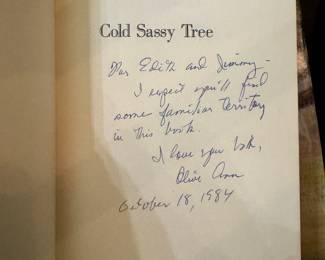 Cold Sassy Tree
For Edith and Jimmy -
I expect you'll find
some familiar territory
in this book.
I love you both,
Olive Ann
October 18, 1984